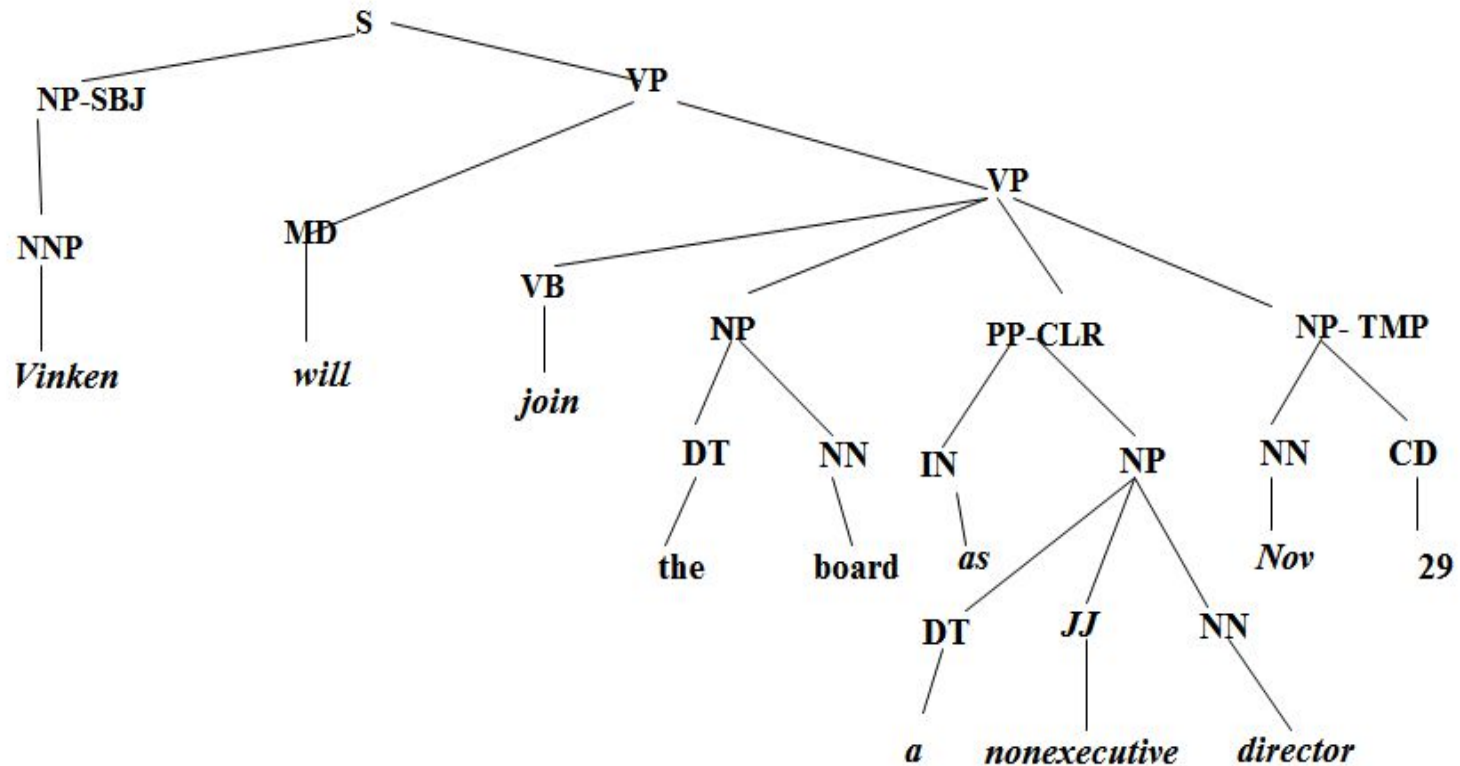 S
VP
NP-SBJ
VP
NNP
MD
VB
NP
PP-CLR
NP- TMP
Vinken
will
join
DT
NN
IN
NP
NN
CD
the
board
as
Nov
29
DT
JJ
NN
a
nonexecutive
director